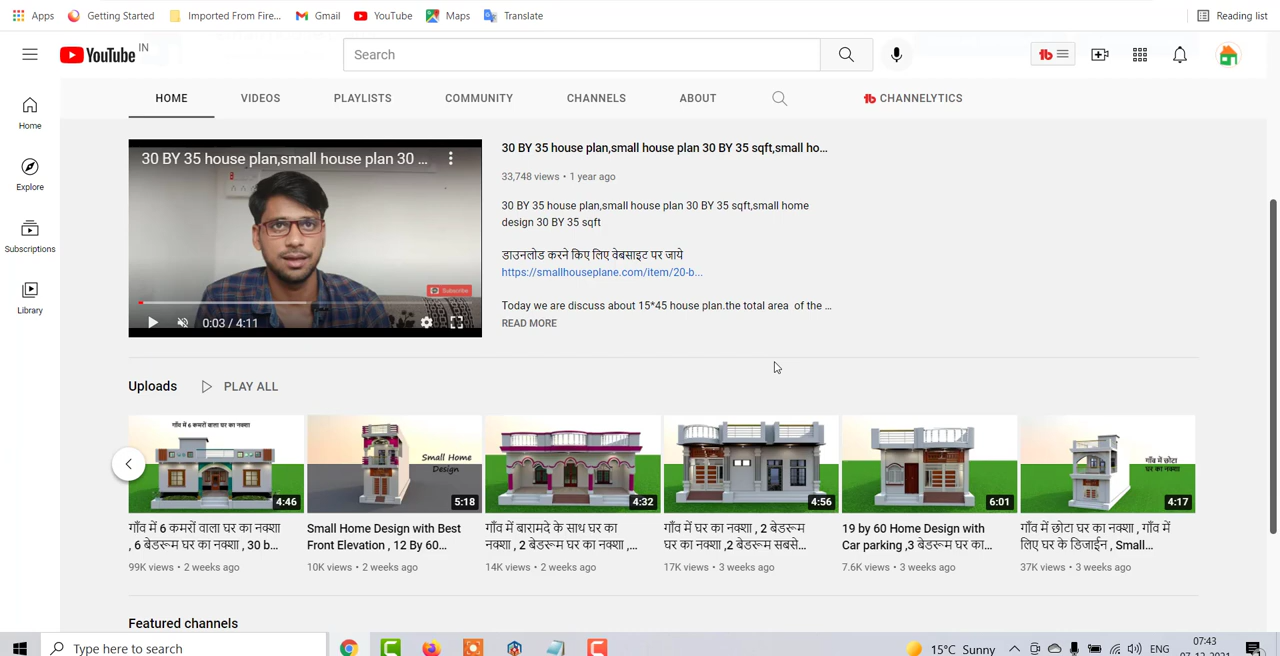 Apps Getting Started Imported From Fire... Gmail YouTube Maps Translate Reading list
YouTube IN Search
HOME VIDEOS PLAYLISTS COMMUNITY CHANNELS ABOUT CHANNELYTICS
Home
Explore
Subscriptions
Library
30 BY 35 house plan,small house plan 30 ...
Subscribe
0:03 / 4:11
30 BY 35 house plan,small house plan 30 BY 35 sqft,small ho...
33,748 views • 1 year ago
30 BY 35 house plan,small house plan 30 BY 35 sqft,small home
design 30 BY 35 sqft
डाउनलोड करने किए लिए वेबसाइट पर जाये
https://smallhouseplane.com/item/20-b...
Today we are discuss about 15*45 house plan.the total area of the ...
READ MORE
Uploads PLAY ALL
गाँव में 6 कमरों वाला घर का नक्शा
4:46
गाँव में 6 कमरों वाला घर का नक्शा
, 6 बेडरूम घर का नक्शा , 30 b...
99K views • 2 weeks ago
Small Home
Design
5:18
Small Home Design with Best
Front Elevation , 12 By 60...
10K views • 2 weeks ago
4:32
गाँव में बारामदे के साथ घर का
नक्शा , 2 बेडरूम घर का नक्शा ,...
14K views • 2 weeks ago
4:56
गाँव में घर का नक्शा , 2 बेडरूम
घर का नक्शा ,2 बेडरूम सबसे...
17K views • 3 weeks ago
6:01
19 by 60 Home Design with
Car parking ,3 बेडरूम घर का...
7.6K views • 3 weeks ago
गाँव में छोटा
घर का नक्शा
4:17
गाँव में छोटा घर का नक्शा , गाँव में
लिए घर के डिजाईन , Small...
37K views • 3 weeks ago
Featured channels
Type here to search 15°C Sunny ENG 07:43
07-12-2021